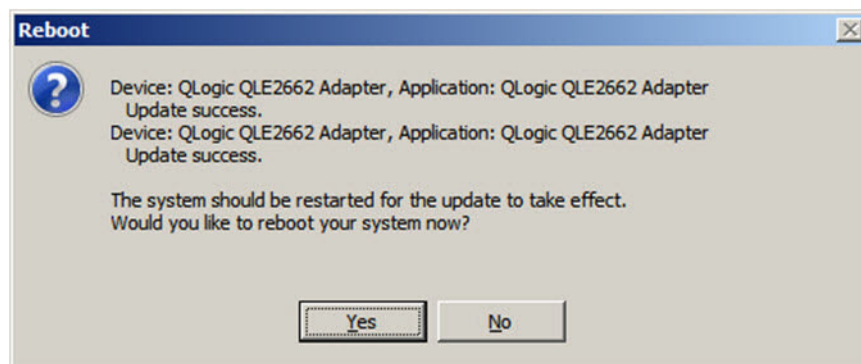 Reboot
Device: QLogic QLE2662 Adapter, Application: QLogic QLE2662 Adapter
Update success.
Device: QLogic QLE2662 Adapter, Application: QLogic QLE2662 Adapter
Update success.
The system should be restarted for the update to take effect.
Would you like to reboot your system now?
Yes
No